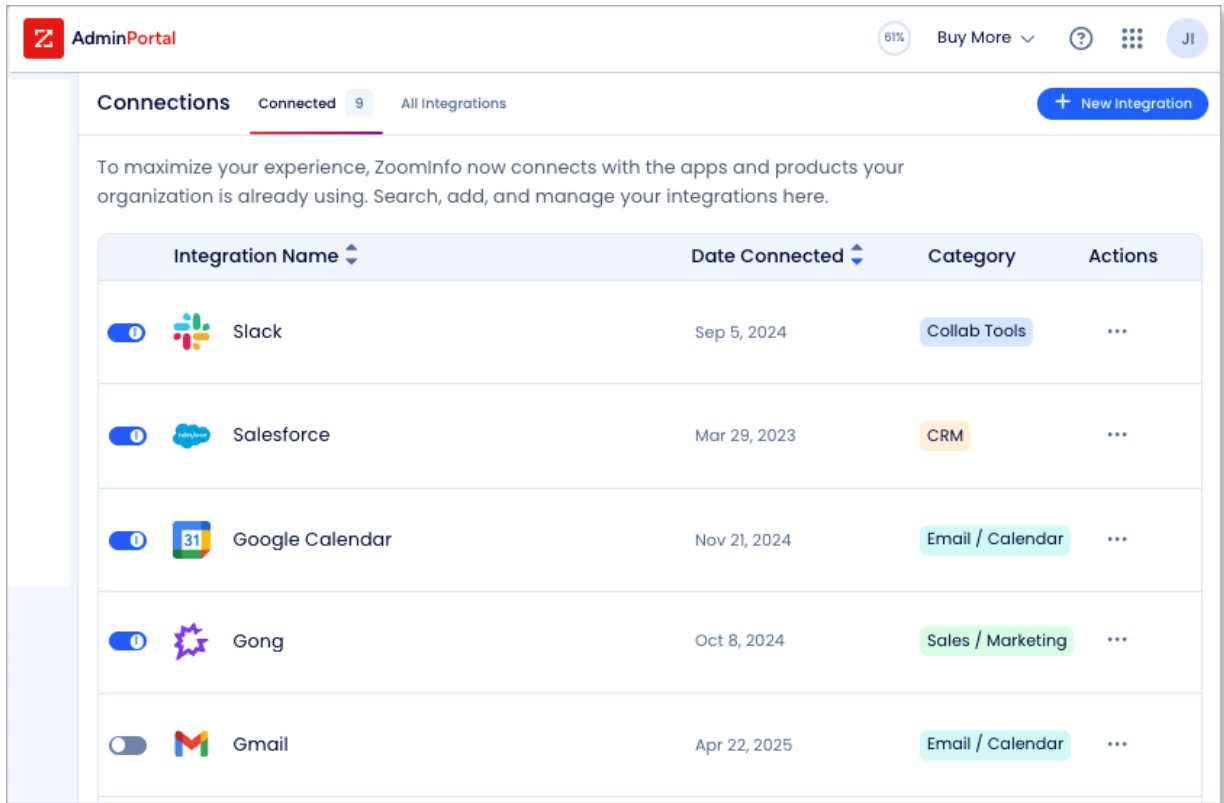 AdminPortal
61%
Buy More
?
JI
Connections
Connected 9
All Integrations
+ New Integration
To maximize your experience, ZoomInfo now connects with the apps and products your
organization is already using. Search, add, and manage your integrations here.
Integration Name Date Connected Category Actions
Slack Sep 5, 2024 Collab Tools ...
salesforce Salesforce Mar 29, 2023 CRM ...
31 Google Calendar Nov 21, 2024 Email / Calendar ...
Gong Oct 8, 2024 Sales / Marketing ...
Gmail Apr 22, 2025 Email / Calendar ...